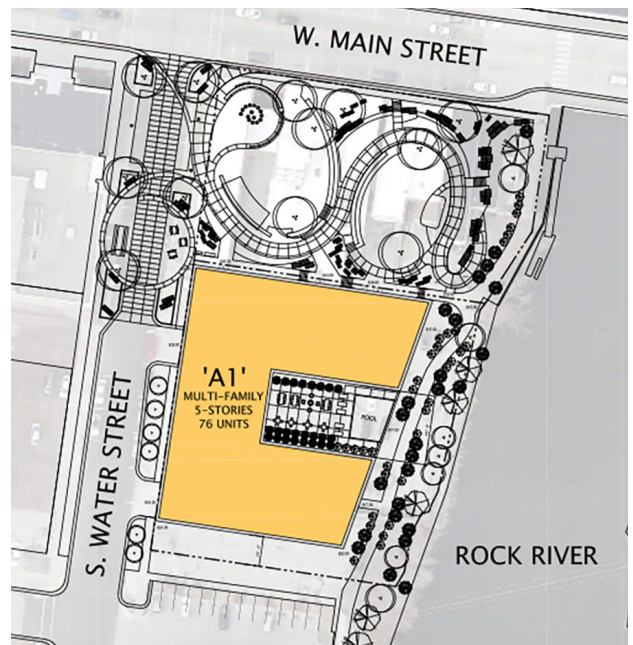 W. MAIN STREET
'A1'
MULTI-FAMILY
5-STORIES
76 UNITS
POOL
S. WATER STREET
ROCK RIVER